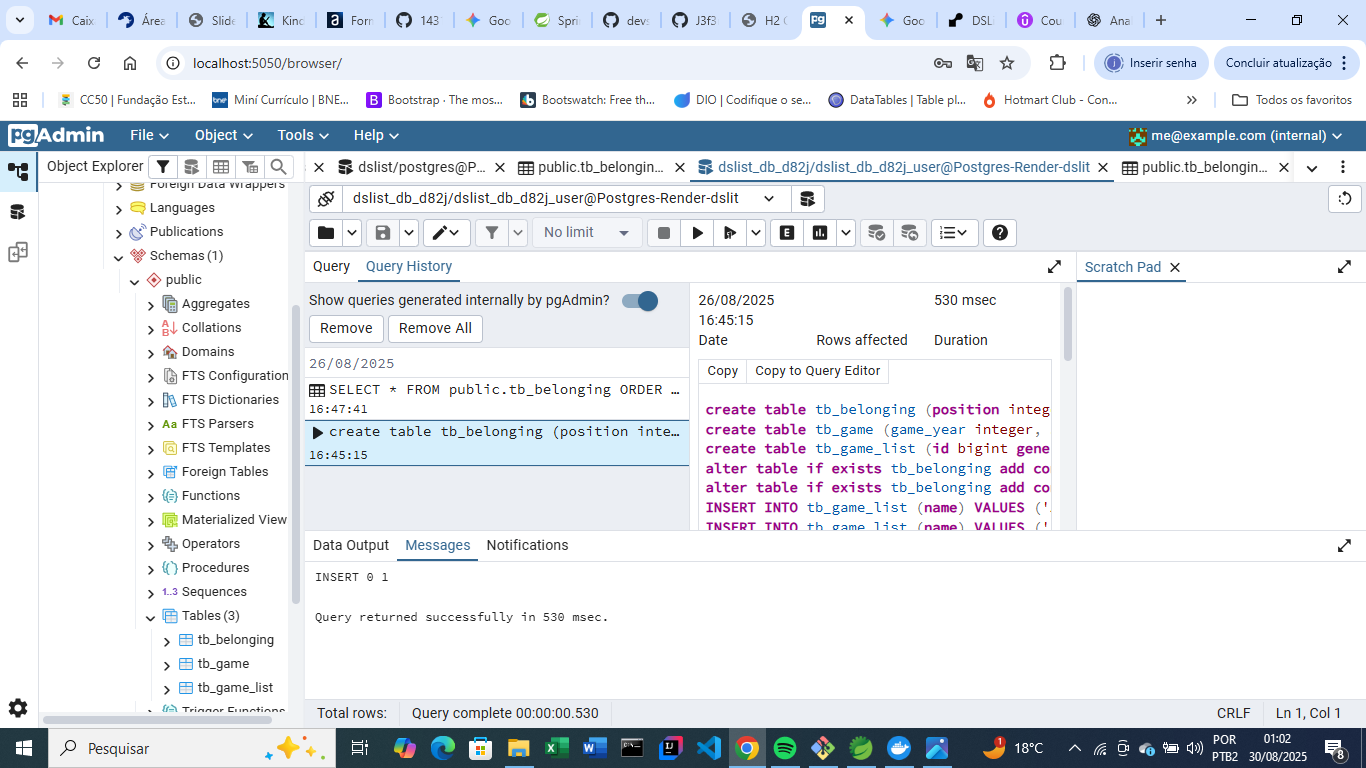 Caix
Área
Slide
Kind
Forn
143
Goo
Sprin
devs
J3f3
H2 C
Goo
DSL
Cou
Ana
localhost:5050/browser/
Inserir senha
Concluir atualização
CC50 | Fundação Est...
Miní Currículo | BNE...
Bootstrap · The mos...
Bootswatch: Free th...
DIO | Codifique o se...
DataTables | Table pl...
Hotmart Club - Con...
Todos os favoritos
pgAdmin
File
Object
Tools
Help
me@example.com (internal)
Object Explorer
dslist/postgres@P...
public.tb_belongin...
dslist_db_d82j/dslist_db_d82j_user@Postgres-Render-dslit
public.tb_belongin...
Foreign Data Wrappers
Languages
Publications
Schemas (1)
public
Aggregates
Collations
Domains
FTS Configuration
FTS Dictionaries
Aa FTS Parsers
FTS Templates
Foreign Tables
Functions
Materialized View
Operators
Procedures
1..3 Sequences
Tables (3)
tb_belonging
tb_game
tb_game_list
Trigger Functions
dslist_db_d82j/dslist_db_d82j_user@Postgres-Render-dslit
No limit
E
Query
Query History
Scratch Pad
Show queries generated internally by pgAdmin?
Remove
Remove All
26/08/2025
SELECT * FROM public.tb_belonging ORDER …
16:47:41
create table tb_belonging (position inte…
16:45:15
26/08/2025
16:45:15
530 msec
Date
Rows affected
Duration
Copy
Copy to Query Editor
create table tb_belonging (position integ
create table tb_game (game_year integer,
create table tb_game_list (id bigint gene
alter table if exists tb_belonging add co
alter table if exists tb_belonging add co
INSERT INTO tb_game_list (name) VALUES ('
INSERT INTO tb_game_list (name) VALUES ('
Data Output
Messages
Notifications
INSERT 0 1
Query returned successfully in 530 msec.
Total rows:
Query complete 00:00:00.530
CRLF
Ln 1, Col 1
Pesquisar
1
18°C
POR
PTB2
01:02
30/08/2025
8